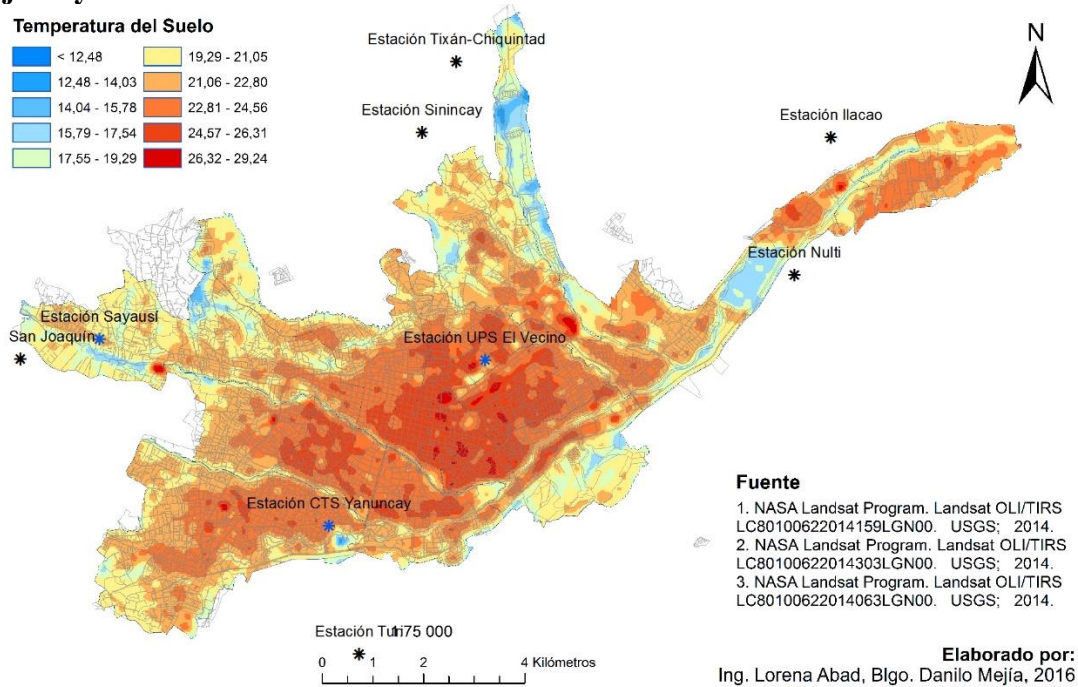 Temperatura del Suelo
< 12,48
12,48 - 14,03
14,04 - 15,78
15,79 - 17,54
17,55 - 19,29
19,29 - 21,05
21,06 - 22,80
22,81 - 24,56
24,57 - 26,31
26,32 - 29,24
Estación Tixán-Chiquintad
Estación Sinincay
Estación Ilacao
N
Estación Nulti
Estación Sayausí
San Joaquín
Estación UPS El Vecino
Estación CTS Yanuncay
Fuente
1. NASA Landsat Program. Landsat OLI/TIRS
LC80100622014159LGN00. USGS; 2014.
2. NASA Landsat Program. Landsat OLI/TIRS
LC80100622014303LGN00. USGS; 2014.
3. NASA Landsat Program. Landsat OLI/TIRS
LC80100622014063LGN00. USGS; 2014.
Estación Turi
75 000
0 1 2 4 Kilómetros
Elaborado por:
Ing. Lorena Abad, Blgo. Danilo Mejía, 2016